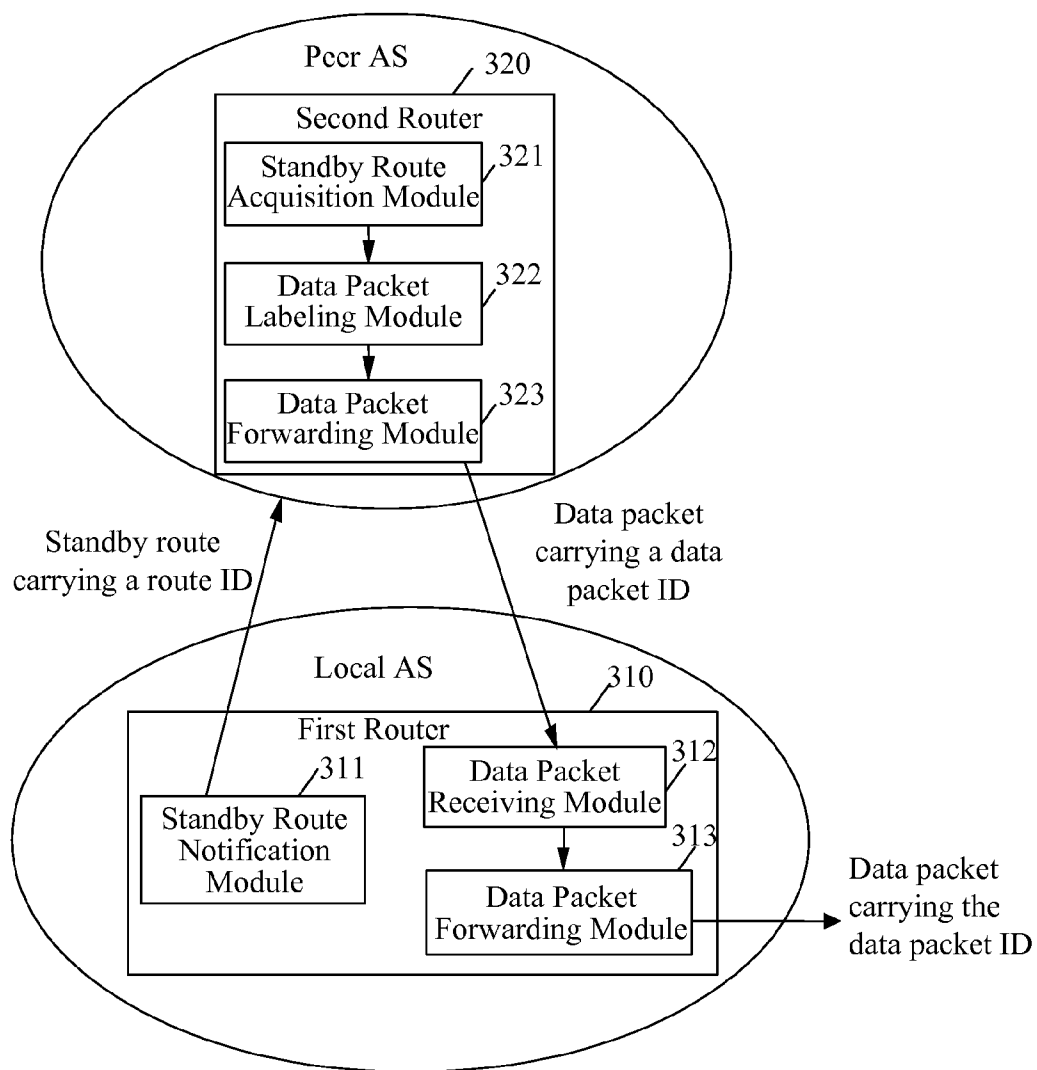 Peer AS
320
Second Router
Standby Route
Acquisition Module
321
Data Packet
Labeling Module
322
Data Packet
Forwarding Module
323
Standby route
carrying a route ID
Data packet
carrying a data
packet ID
Local AS
310
First Router
311
Standby Route
Notification
Module
Data Packet
Receiving Module
312
313
Data Packet
Forwarding Module
Data packet
carrying the
data packet ID